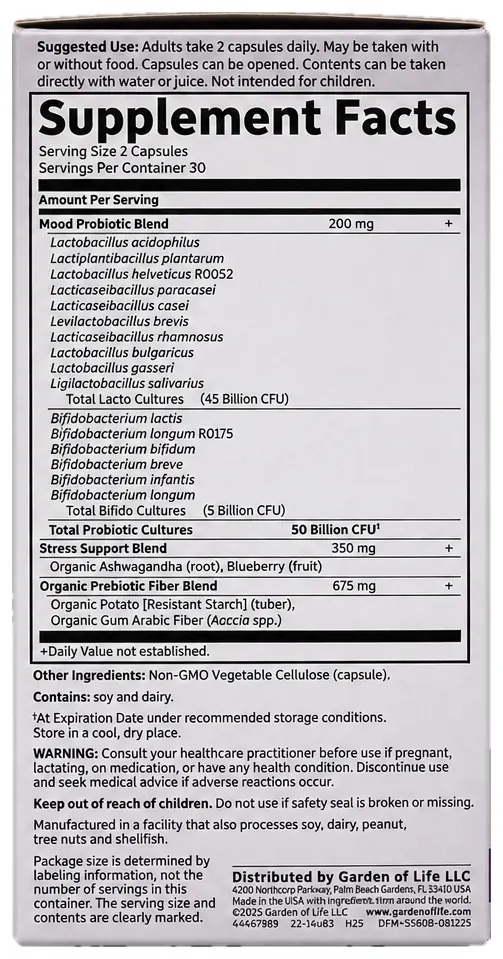 Suggested Use: Adults take 2 capsules daily. May be taken with
or without food. Capsules can be opened. Contents can be taken
directly with water or juice. Not intended for children.
Supplement Facts
Serving Size 2 Capsules
Servings Per Container 30
Amount Per Serving
Mood Probiotic Blend 200 mg +
Lactobacillus acidophilus
Lactiplantibacillus plantarum
Lactobacillus helveticus R0052
Lacticaseibacillus paracasei
Lacticaseibacillus casei
Levilactobacillus brevis
Lacticaseibacillus rhamnosus
Lactobacillus bulgaricus
Lactobacillus gasseri
Ligilactobacillus salivarius
Total Lacto Cultures (45 Billion CFU)
Bifidobacterium lactis
Bifidobacterium longum R0175
Bifidobacterium bifidum
Bifidobacterium breve
Bifidobacterium infantis
Bifidobacterium longum
Total Bifido Cultures (5 Billion CFU)
Total Probiotic Cultures 50 Billion CFU†
Stress Support Blend 350 mg +
Organic Ashwagandha (root), Blueberry (fruit)
Organic Prebiotic Fiber Blend 675 mg +
Organic Potato [Resistant Starch] (tuber),
Organic Gum Arabic Fiber (Aaccia spp.)
+Daily Value not established.
Other Ingredients: Non-GMO Vegetable Cellulose (capsule).
Contains: soy and dairy.
†At Expiration Date under recommended storage conditions.
Store in a cool, dry place.
WARNING: Consult your healthcare practitioner before use if pregnant,
lactating, on medication, or have any health condition. Discontinue use
and seek medical advice if adverse reactions occur.
Keep out of reach of children. Do not use if safety seal is broken or missing.
Manufactured in a facility that also processes soy, dairy, peanut,
tree nuts and shellfish.
Package size is determined by
labeling information, not the
number of servings in this
container. The serving size and
contents are clearly marked.
Distributed by Garden of Life LLC
4200 Northcorp Parkway, Palm Beach Gardens, FL 33410 USA
Made in the from around the world.
©2025 Garden of Life LLC www.gardenoflife.com
44467989 H25